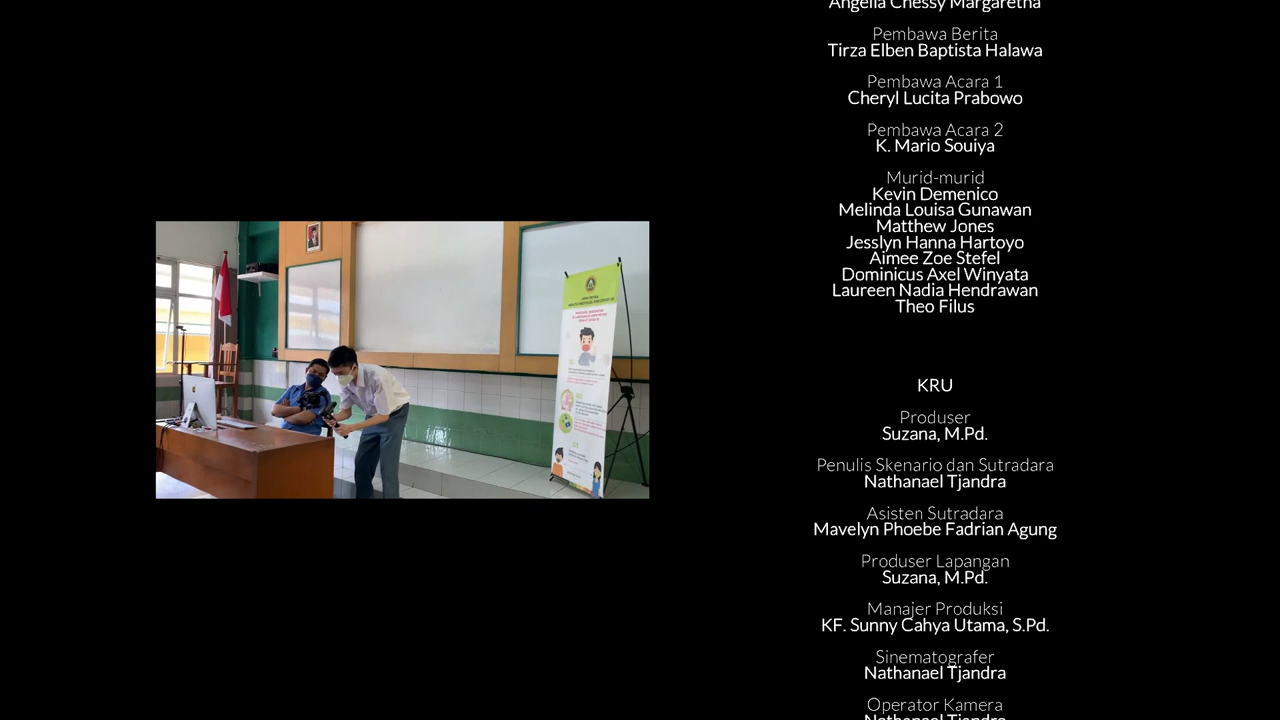 Angelia Chessy Margaretha
Pembawa Berita
Tirza Elben Baptista Halawa
Pembawa Acara 1
Cheryl Lucita Prabowo
Pembawa Acara 2
K. Mario Souiya
Murid-murid
Kevin Demenico
Melinda Louisa Gunawan
Matthew Jones
Jesslyn Hanna Hartoyo
Aimee Zoe Stefel
Dominicus Axel Winyata
Laureen Nadia Hendrawan
Theo Filus
KRU
Produser
Suzana, M.Pd.
Penulis Skenario dan Sutradara
Nathanael Tjandra
Asisten Sutradara
Mavelyn Phoebe Fadrian Agung
Produser Lapangan
Suzana, M.Pd.
Manajer Produksi
KF. Sunny Cahya Utama, S.Pd.
Sinematografer
Nathanael Tjandra
Operator Kamera
Nathanael Tjandra